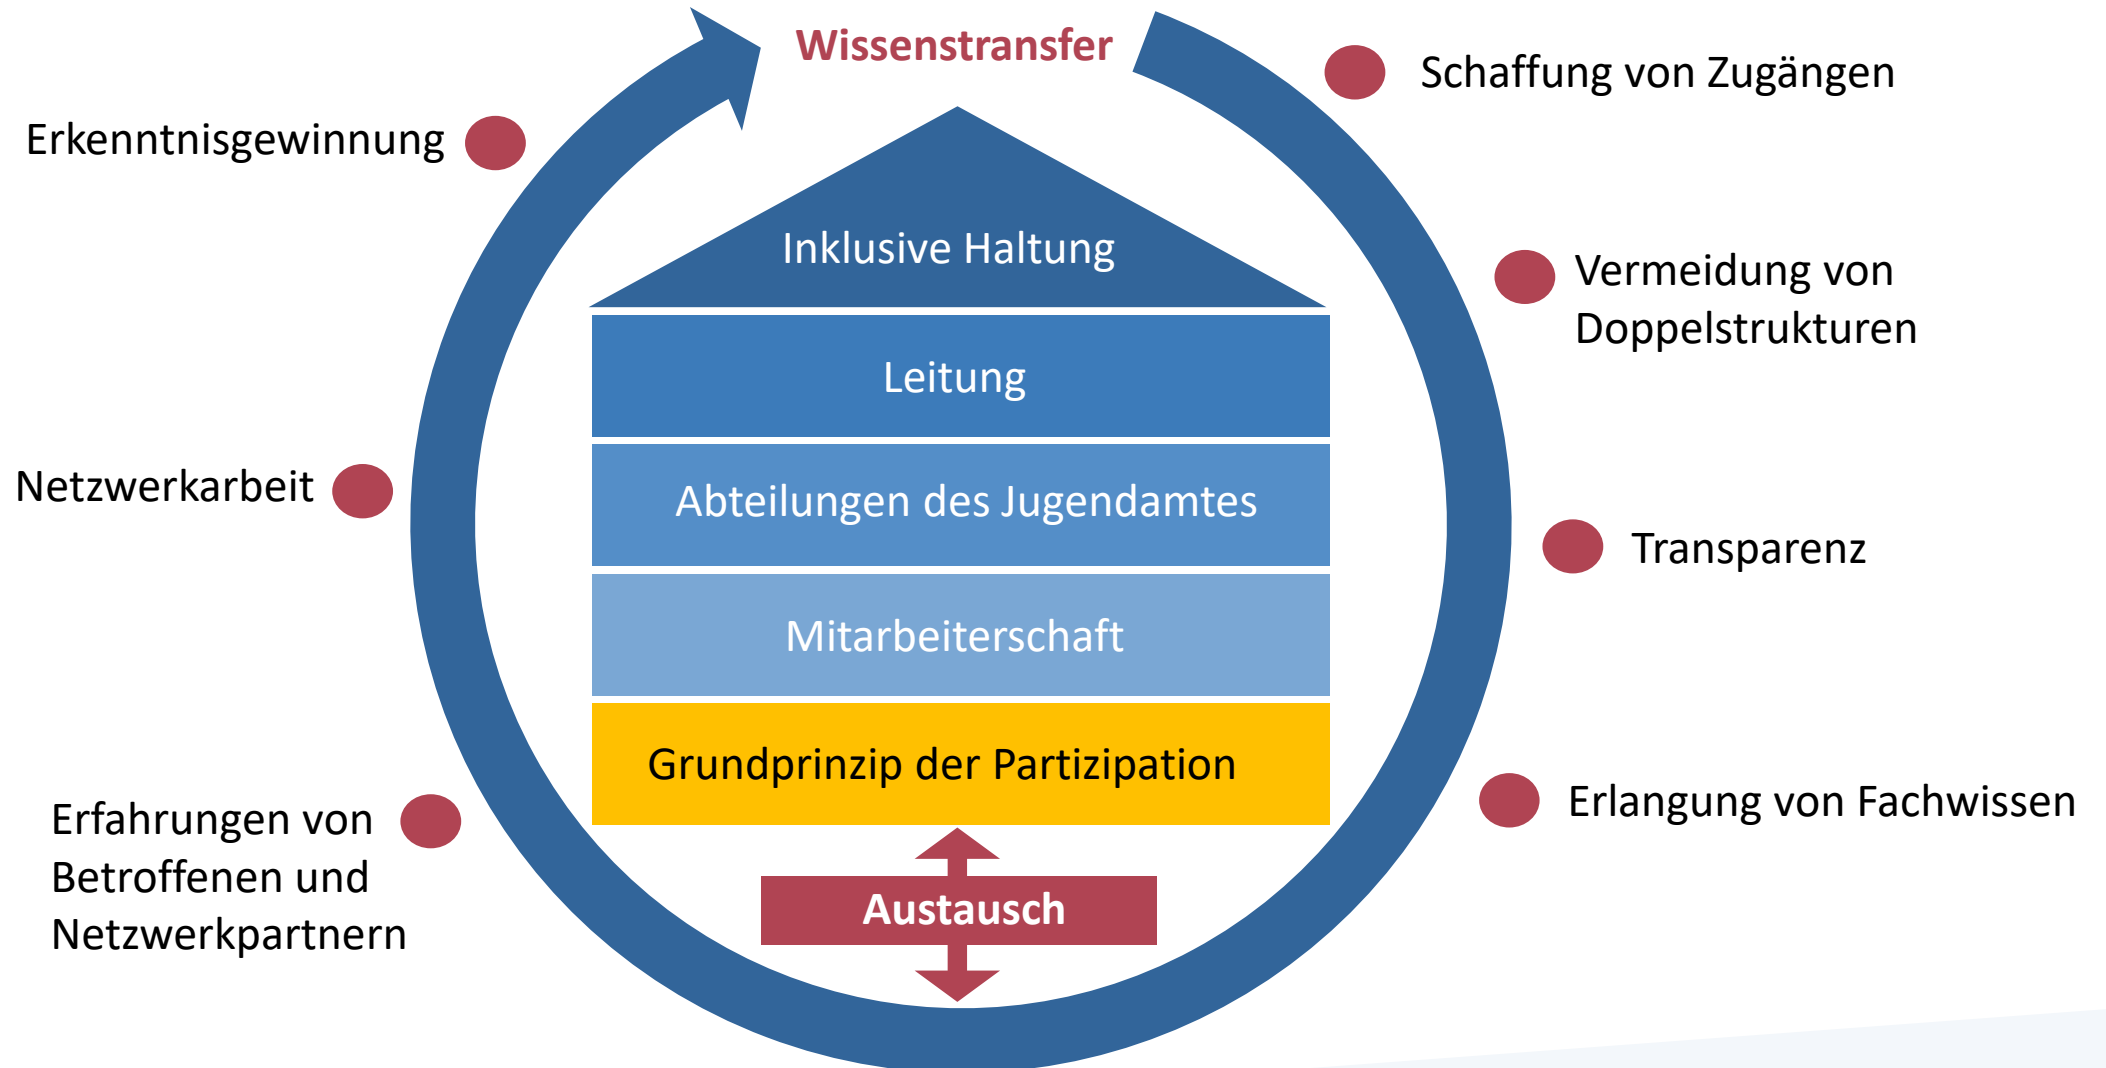 Wissenstransfer
Schaffung von Zugängen
Vermeidung von
Doppelstrukturen
Transparenz
Erlangung von Fachwissen
Erfahrungen von
Betroffenen und
Netzwerkpartnern
Netzwerkarbeit
Erkenntnisgewinnung
Inklusive Haltung
Leitung
Abteilungen des Jugendamtes
Mitarbeiterschaft
Grundprinzip der Partizipation
Austausch